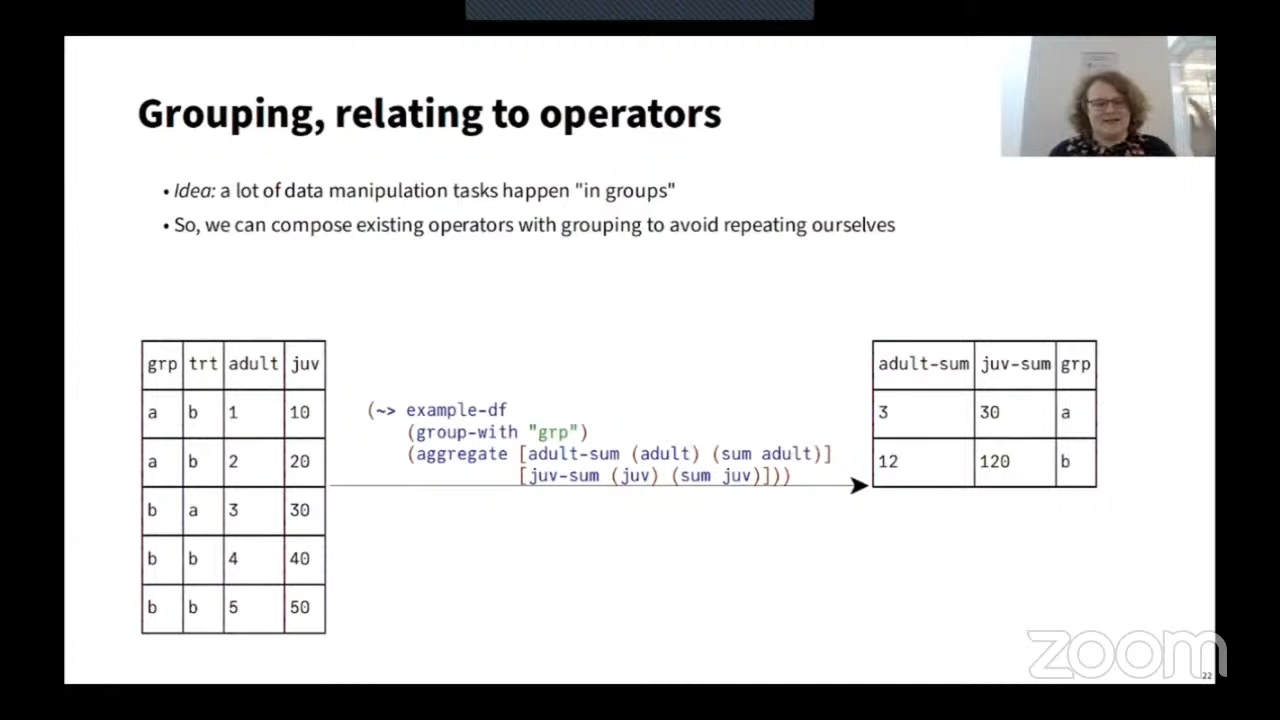 Grouping, relating to operators
• Idea: a lot of data manipulation tasks happen "in groups"
• So, we can compose existing operators with grouping to avoid repeating ourselves
grp trt adult juv
a b 1 10
a b 2 20
b a 3 30
b b 4 40
b b 5 50
(~> example-df
(group-with "grp")
(aggregate [adult-sum (adult) (sum adult)]
[juv-sum (juv) (sum juv)]))
adult-sum juv-sum grp
3 30 a
12 120 b
zoom
22